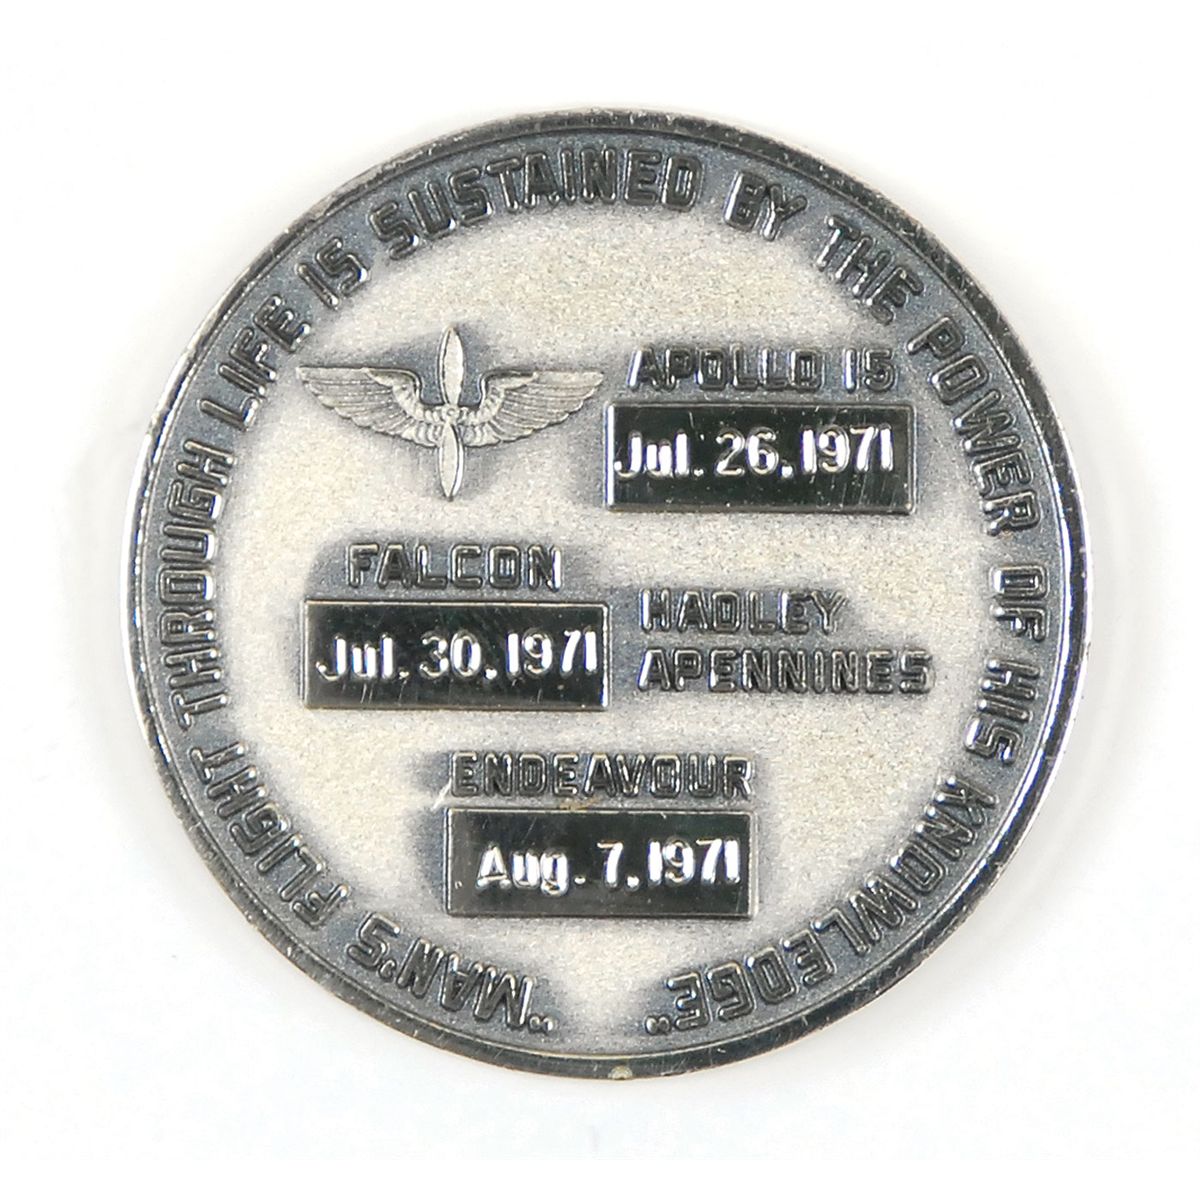 "MAN'S FLIGHT THROUGH LIFE IS SUSTAINED BY THE POWER OF HIS KNOWLEDGE"
APOLLO 15
Jul. 26, 1971
FALCON
Jul. 30, 1971
HADLEY
APENNINES
ENDEAVOUR
Aug. 7, 1971